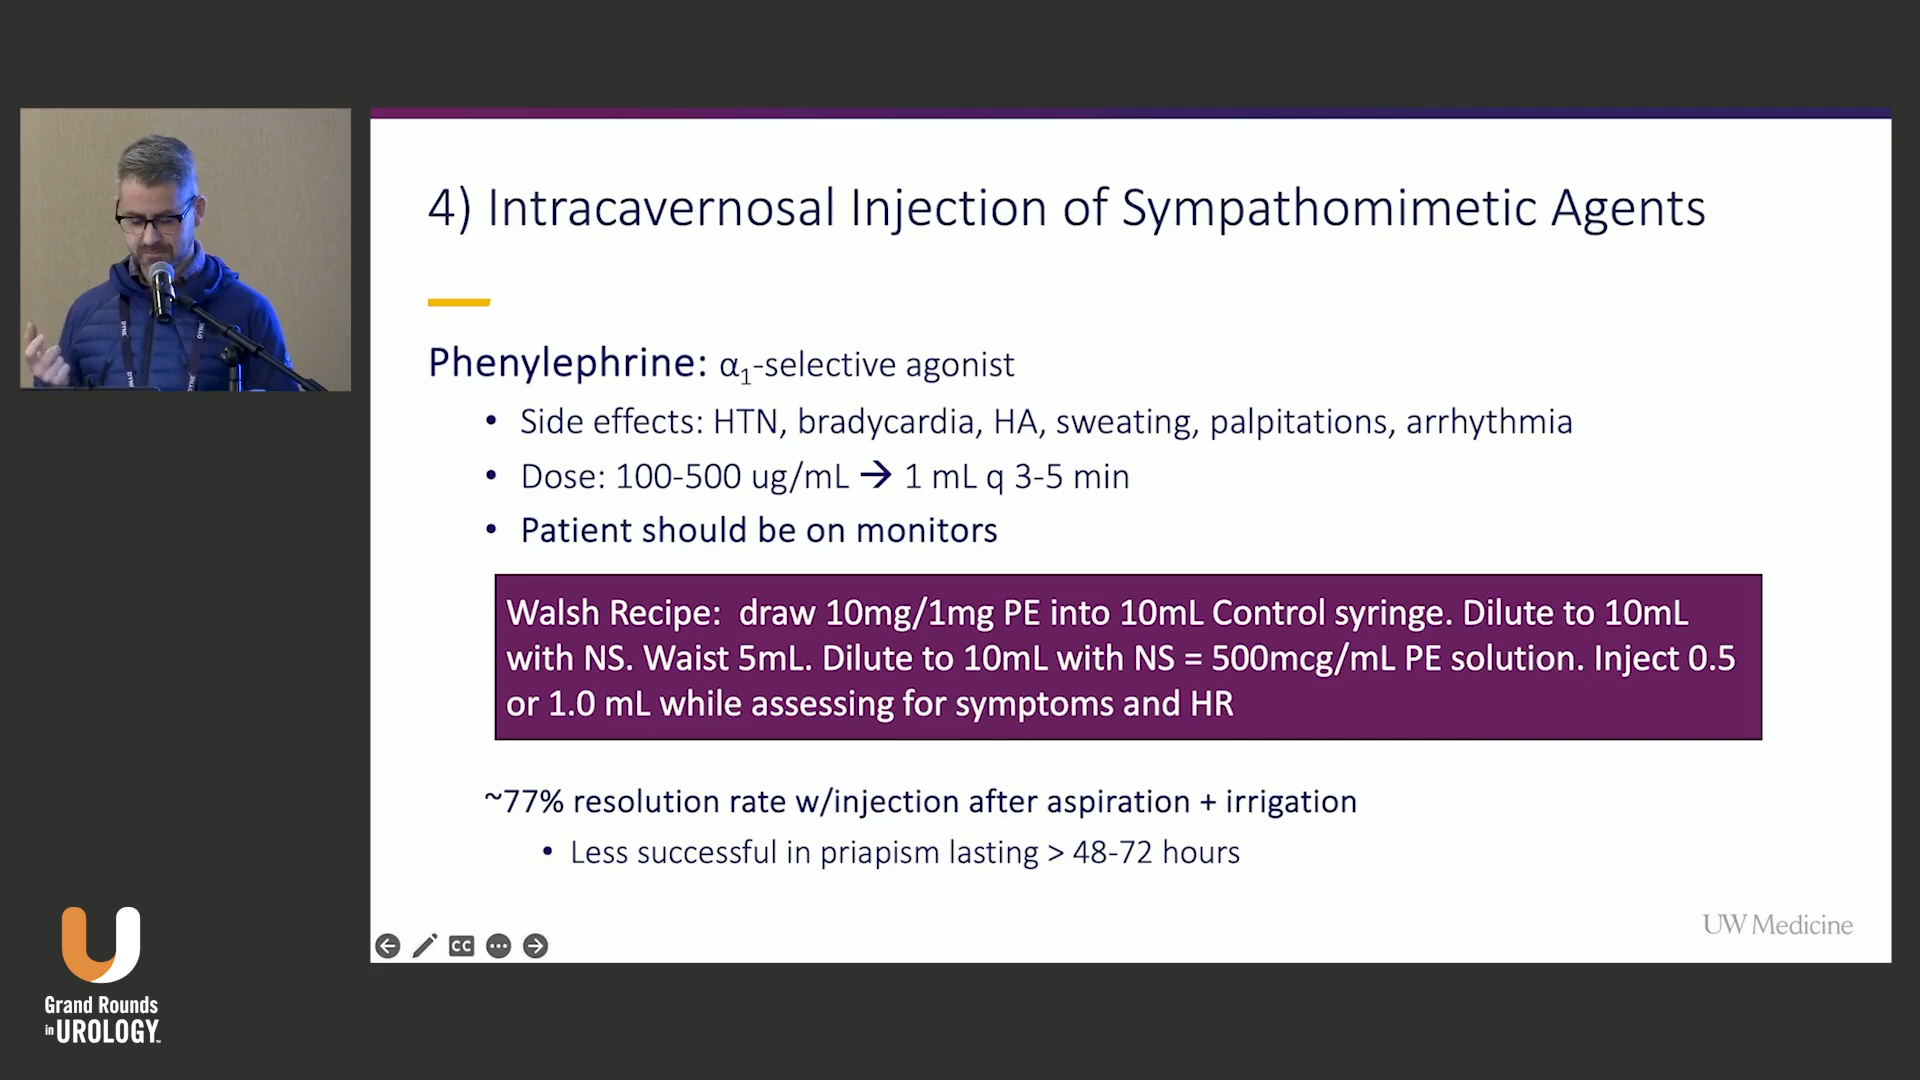 4) Intracavernosal Injection of Sympathomimetic Agents
Phenylephrine: α1-selective agonist
• Side effects: HTN, bradycardia, HA, sweating, palpitations, arrhythmia
• Dose: 100-500 ug/mL → 1 mL q 3-5 min
• Patient should be on monitors
Walsh Recipe: draw 10mg/1mg PE into 10mL Control syringe. Dilute to 10mL
with NS. Waist 5mL. Dilute to 10mL with NS = 500mcg/mL PE solution. Inject 0.5
or 1.0 mL while assessing for symptoms and HR
~77% resolution rate w/injection after aspiration + irrigation
• Less successful in priapism lasting > 48-72 hours
UW Medicine
CC
Grand Rounds
in UROLOGY